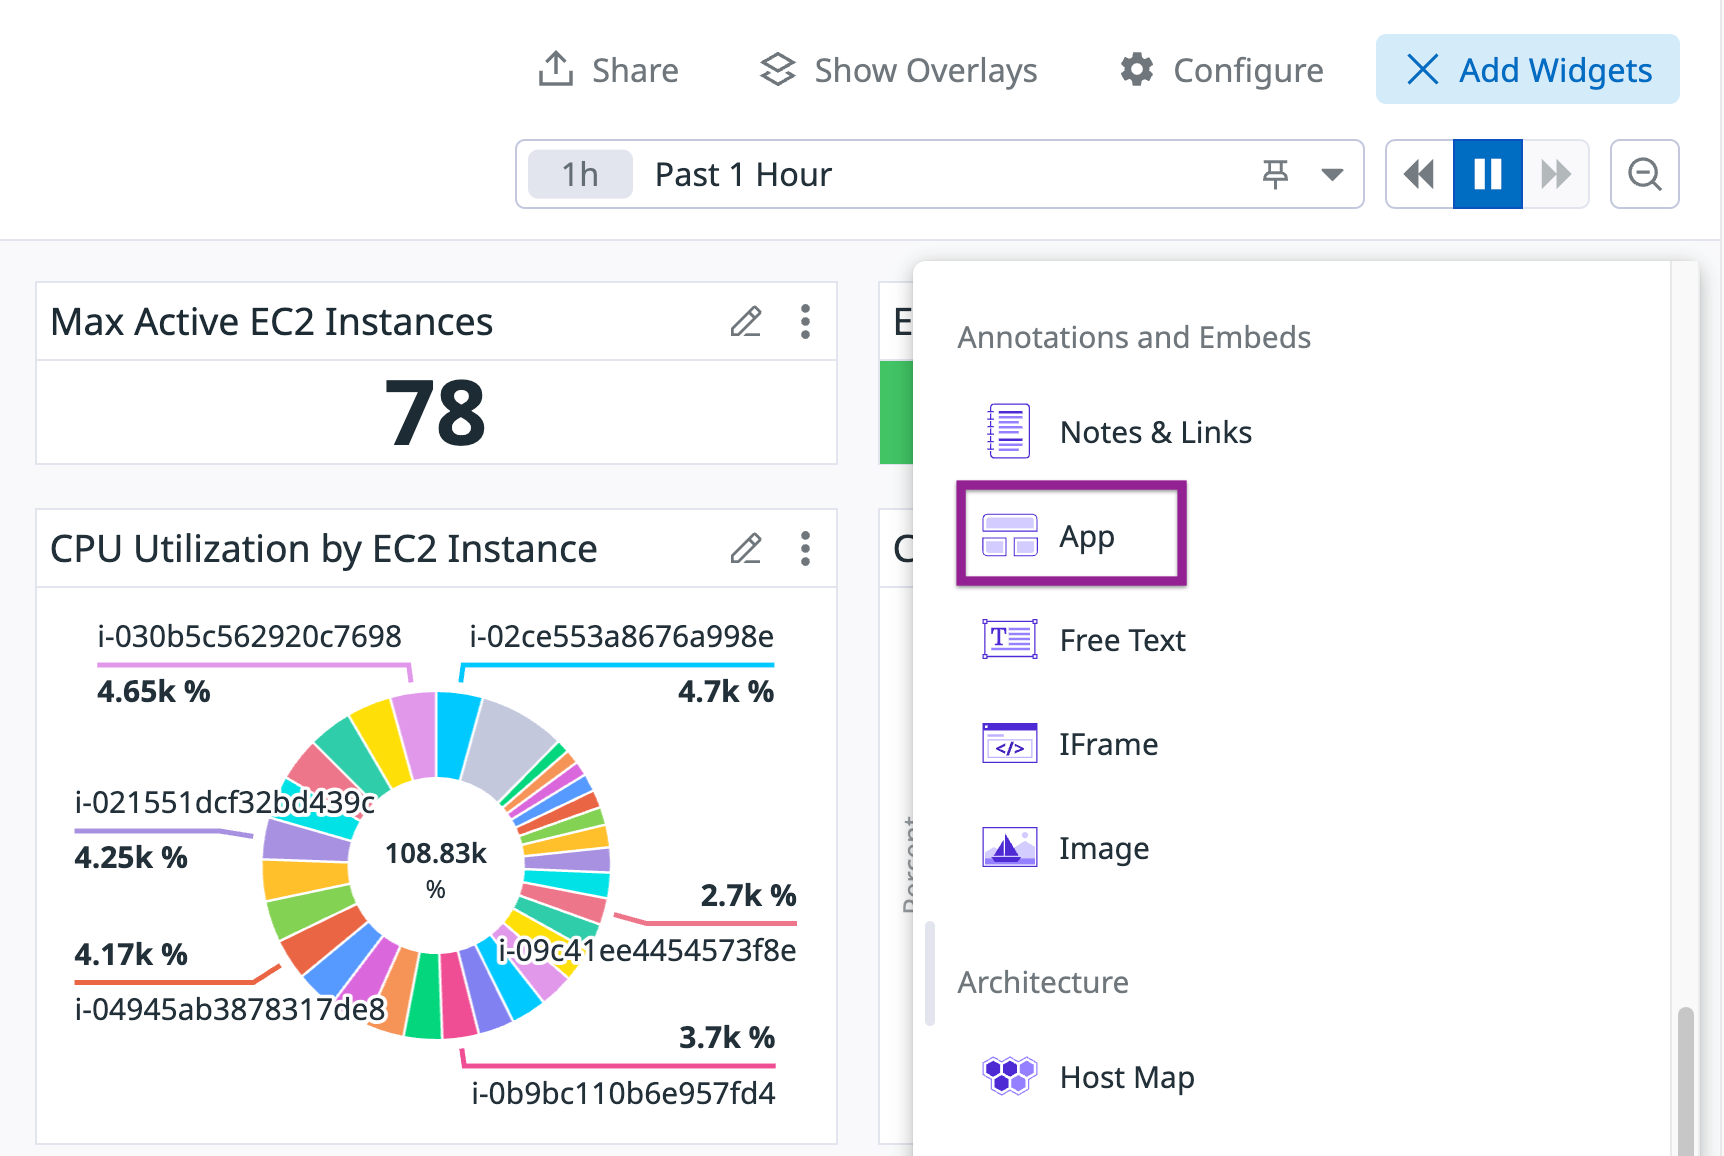 Share
Show Overlays
Configure
Add Widgets
1h
Past 1 Hour
Max Active EC2 Instances
78
CPU Utilization by EC2 Instance
i-030b5c562920c7698
4.65k %
i-02ce553a8676a998e
4.7k %
i-021551dcf32bd439c
4.25k %
108.83k
%
2.7k %
i-09c41ee4454573f8e
4.17k %
i-04945ab3878317de8
3.7k %
i-0b9bc110b6e957fd4
E
C
Percent
Annotations and Embeds
Notes & Links
App
T
Free Text
</>
IFrame
Image
Architecture
Host Map